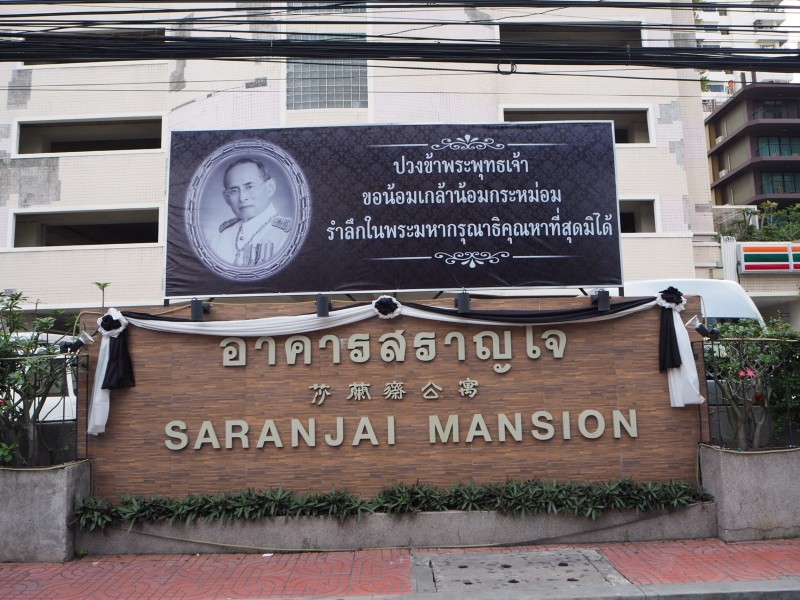 ปวงข้าพระพุทธเจ้า
ขอน้อมเกล้าน้อมกระหม่อม
รำลึกในพระมหากรุณาธิคุณหาที่สุดมิได้
อาคารสราญใจ
莎蘭齋公寓
SARANJAI MANSION